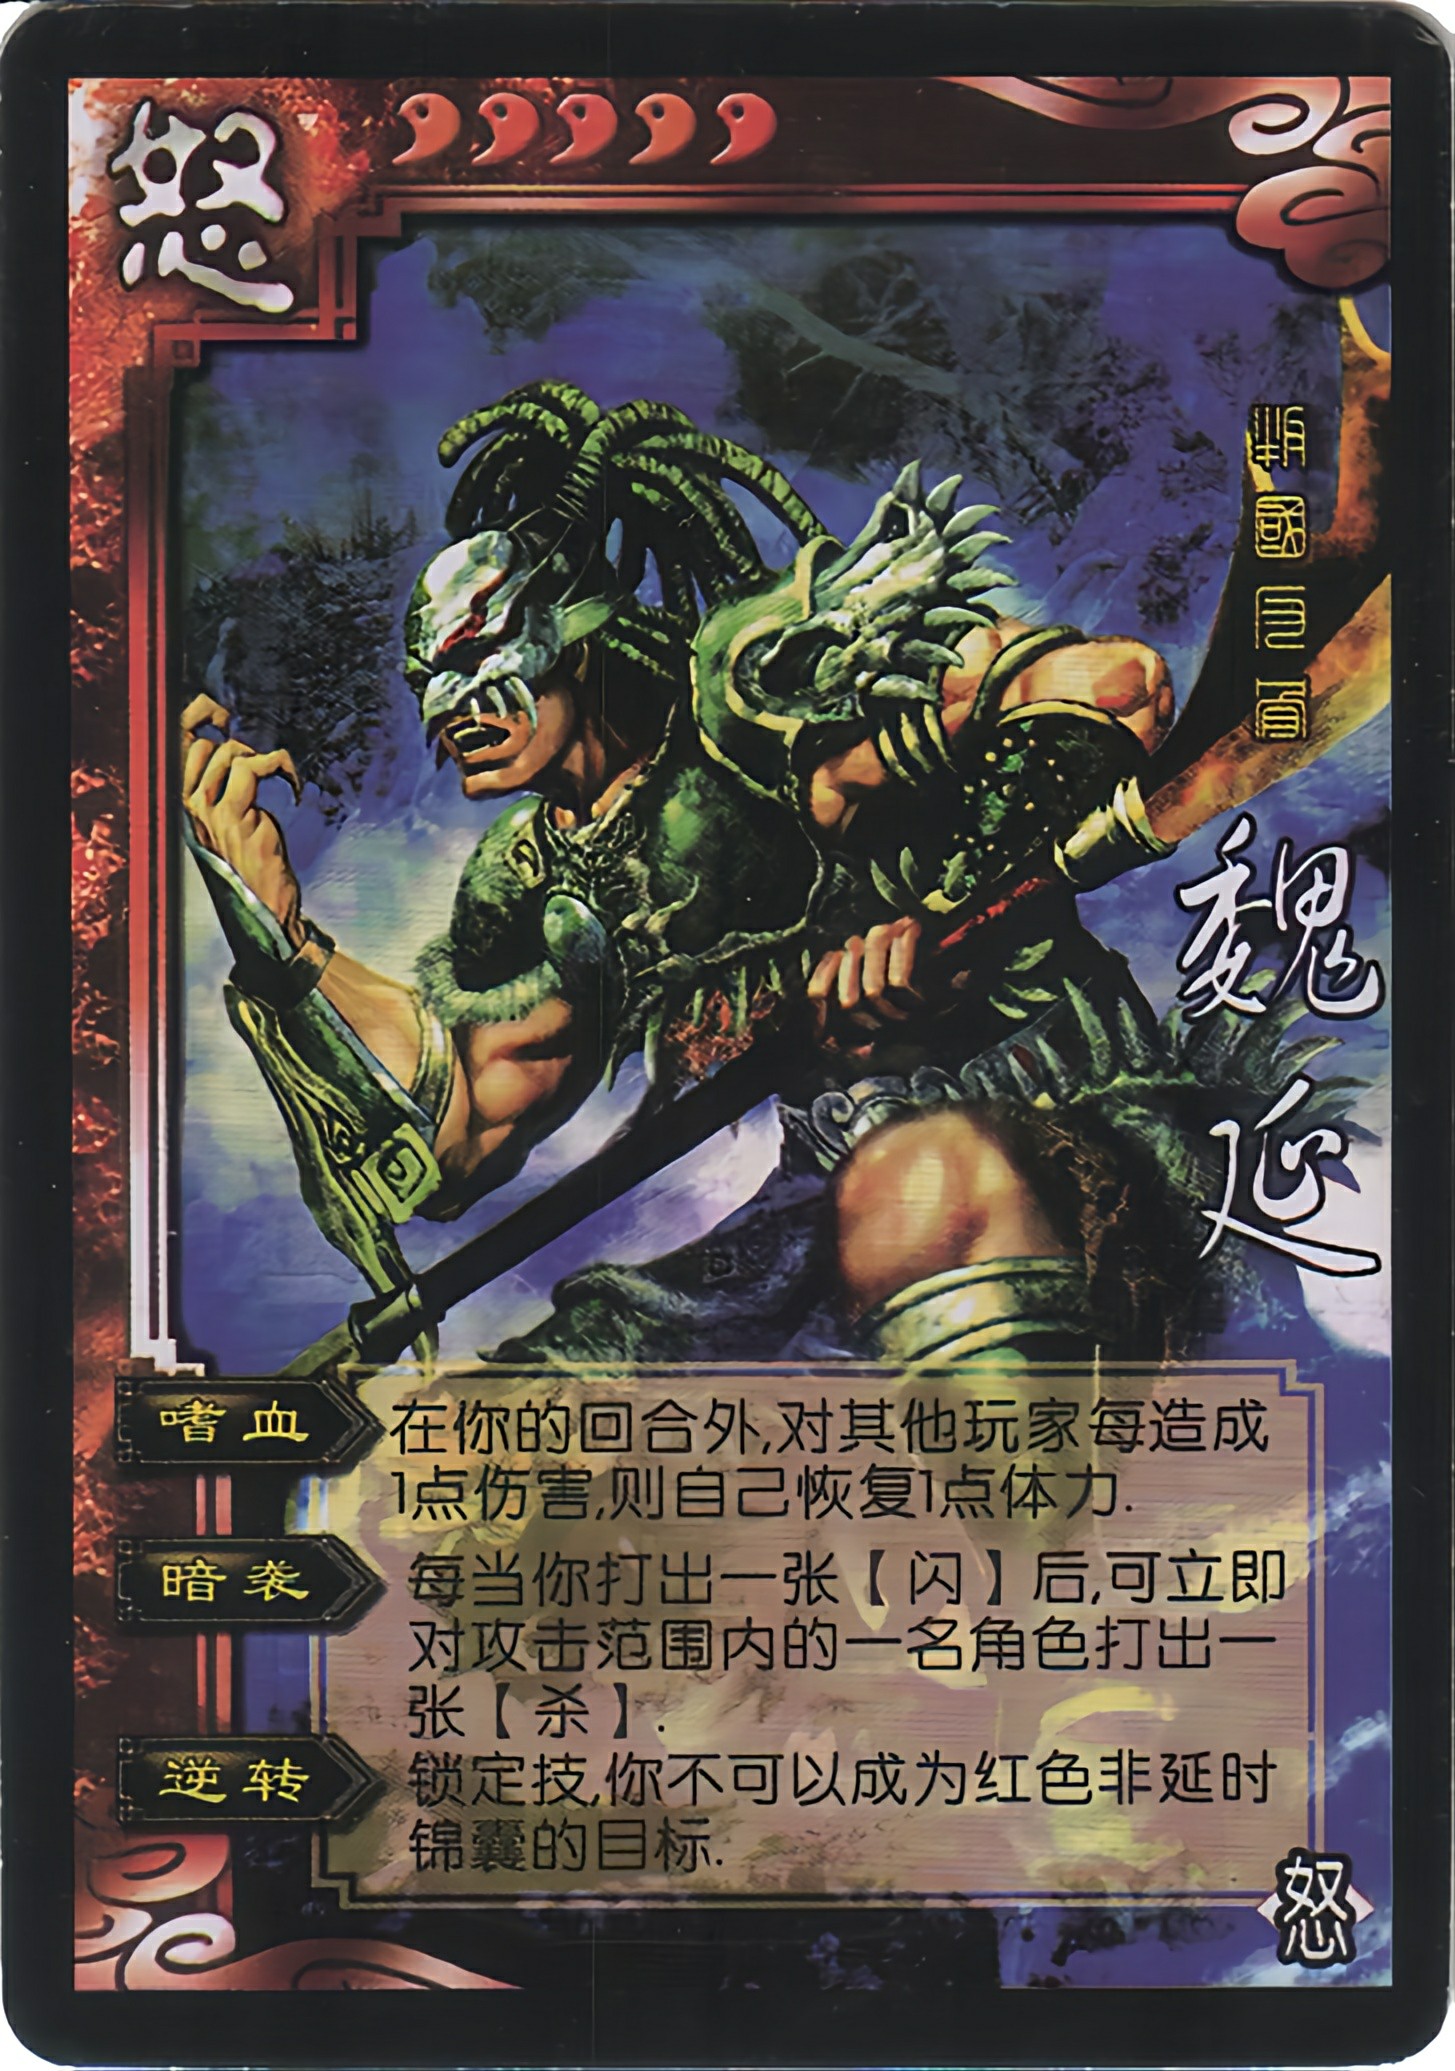 怒
魏延
嗜血
在你的回合外,对其他玩家每造成
1点伤害,则自己恢复1点体力.
暗袭
每当你打出一张【闪】后,可立即
对攻击范围内的一名角色打出一
张【杀】.
逆转
锁定技,你不可以成为红色非延时
锦囊的目标.
怒